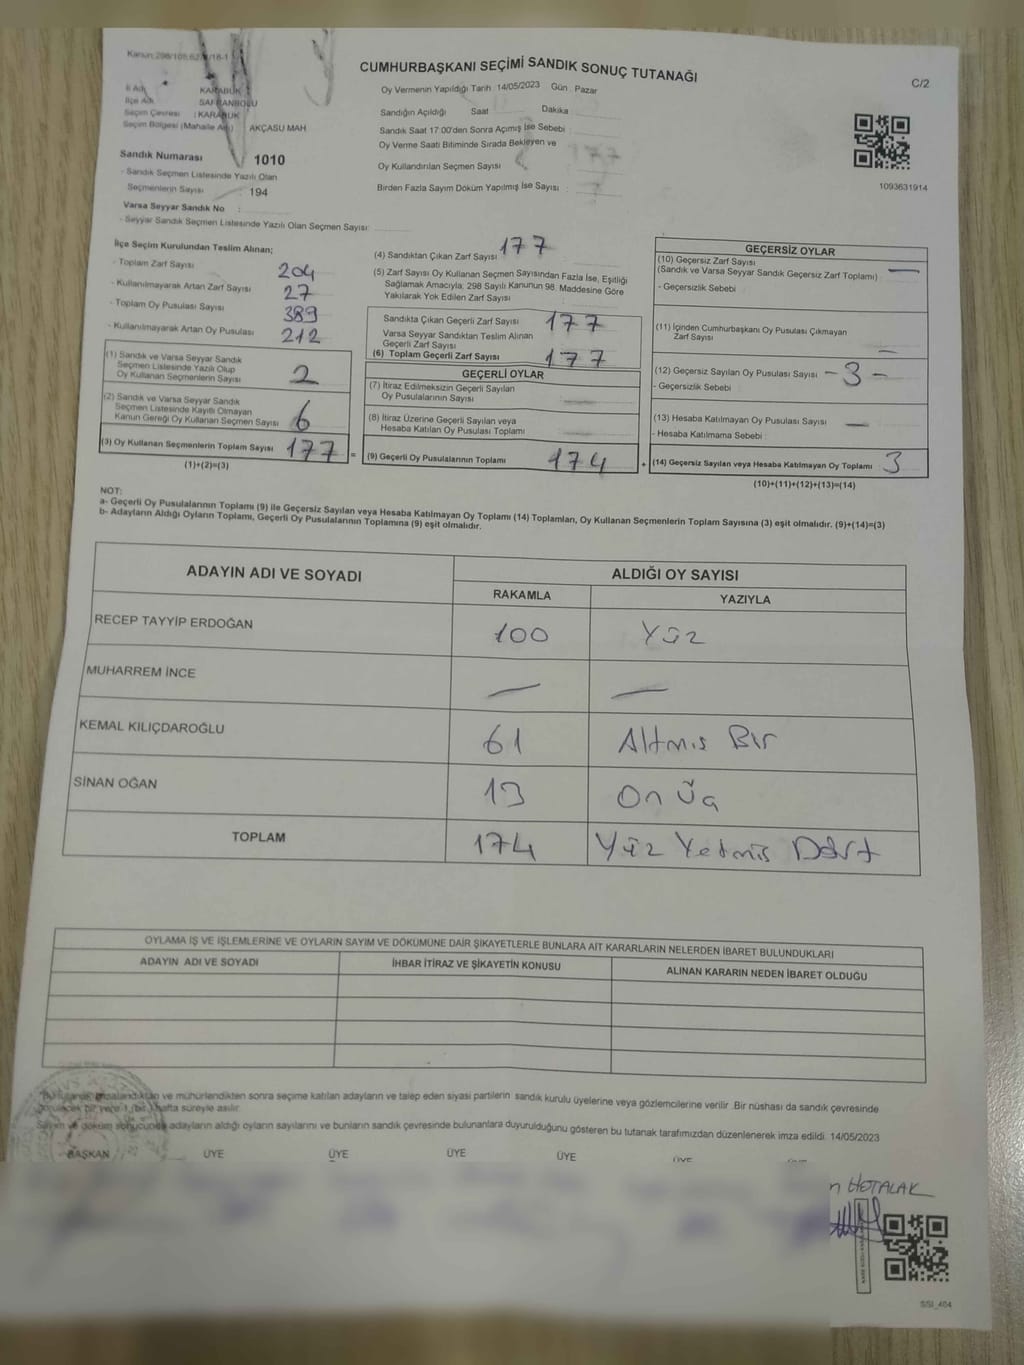 CUMHURBAŞKANI SEÇİMİ SANDIK SONUÇ TUTANAĞI
C/2
İl Adı KARABÜK
İlçe Adı SAFRANBOLU
Seçim Çevresi : KARABÜK
Seçim Bölgesi (Mahalle Adı) AKÇASU MAH
Sandık Numarası 1010
- Sandık Seçmen Listesinde Yazılı Olan
Seçmenlerin Sayısı : 194
Varsa Seyyar Sandık No :
- Seyyar Sandık Seçmen Listesinde Yazılı Olan Seçmen Sayısı:
Oy Vermenin Yapıldığı Tarih 14/05/2023 Gün : Pazar
Sandığın Açıldığı Saat Dakika
Sandık Saat 17.00'den Sonra Açımış İse Sebebi :
Oy Verme Saati Bitiminde Sırada Bekleyen ve
Oy Kullandırılan Seçmen Sayısı :
Birden Fazla Sayım Döküm Yapılmış İse Sayısı :
1093631914
İlçe Seçim Kurulundan Teslim Alınan;
- Toplam Zarf Sayısı 204
- Kullanılmayarak Artan Zarf Sayısı 27
- Toplam Oy Pusulası Sayısı 389
- Kullanılmayarak Artan Oy Pusulası 212
(1) Sandık ve Varsa Seyyar Sandık
Seçmen Listesinde Yazılı Olup
Oy Kullanan Seçmenlerin Sayısı 2
(2) Sandık ve Varsa Seyyar Sandık
Seçmen Listesinde Kayıtlı Olmayan
Kanun Gereği Oy Kullanan Seçmen Sayısı 6
(3) Oy Kullanan Seçmenlerin Toplam Sayısı 177 =
(1)+(2)=(3)
(4) Sandıktan Çıkan Zarf Sayısı 177
(5) Zarf Sayısı Oy Kullanan Seçmen Sayısından Fazla İse, Eşitliği
Sağlamak Amacıyla, 298 Sayılı Kanunun 98. Maddesine Göre
Yakılarak Yok Edilen Zarf Sayısı :
Sandıkta Çıkan Geçerli Zarf Sayısı 177
Varsa Seyyar Sandıktan Teslim Alınan
Geçerli Zarf Sayısı
(6) Toplam Geçerli Zarf Sayısı 177
GEÇERLİ OYLAR
(7) İtiraz Edilmeksizin Geçerli Sayılan
Oy Pusulalarının Sayısı :
(8) İtiraz Üzerine Geçerli Sayılan veya
Hesaba Katılan Oy Pusulası Toplamı
(9) Geçerli Oy Pusulalarının Toplamı 174 +
GEÇERSİZ OYLAR
(10) Geçersiz Zarf Sayısı —
(Sandık ve Varsa Seyyar Sandık Geçersiz Zarf Toplamı)
- Geçersizlik Sebebi
(11) İçinden Cumhurbaşkanı Oy Pusulası Çıkmayan
Zarf Sayısı —
(12) Geçersiz Sayılan Oy Pusulası Sayısı - 3 -
- Geçersizlik Sebebi
(13) Hesaba Katılmayan Oy Pusulası Sayısı —
- Hesaba Katılmama Sebebi
(14) Geçersiz Sayılan veya Hesaba Katılmayan Oy Toplamı 3
(10)+(11)+(12)+(13)=(14)
NOT:
a- Geçerli Oy Pusulalarının Toplamı (9) ile Geçersiz Sayılan veya Hesaba Katılmayan Oy Toplamı (14) Toplamları, Oy Kullanan Seçmenlerin Toplam Sayısına (3) eşit olmalıdır. (9)+(14)=(3)
b- Adayların Aldığı Oyların Toplamı, Geçerli Oy Pusulalarının Toplamına (9) eşit olmalıdır.
ADAYIN ADI VE SOYADI ALDIĞI OY SAYISI
RAKAMLA YAZIYLA
RECEP TAYYİP ERDOĞAN 100 Yüz
MUHARREM İNCE — —
KEMAL KILIÇDAROĞLU 61 Altmış Bir
SİNAN OĞAN 13 On Üç
TOPLAM 174 Yüz Yetmiş Dört
OYLAMA İŞ VE İŞLEMLERİNE VE OYLARIN SAYIM VE DÖKÜMÜNE DAİR ŞİKAYETLERLE BUNLARA AİT KARARLARIN NELERDEN İBARET BULUNDUKLARI
ADAYIN ADI VE SOYADI İHBAR İTİRAZ VE ŞİKAYETİN KONUSU ALINAN KARARIN NEDEN İBARET OLDUĞU
ve mühürlendikten sonra seçime katılan adayların ve talep eden siyasi partilerin sandık kurulu üyelerine veya gözlemcilerine verilir .Bir nüshası da sandık çevresinde
hafta süreyle asılır.
Sayım ve döküm sonucunda adayların aldığı oyların sayılarını ve bunların sandık çevresinde bulunanlara duyurulduğunu gösteren bu tutanak tarafımızdan düzenlenerek imza edildi. 14/05/2023
BAŞKAN ÜYE ÜYE ÜYE ÜYE ÜYE
HOTALAK
SSI_404